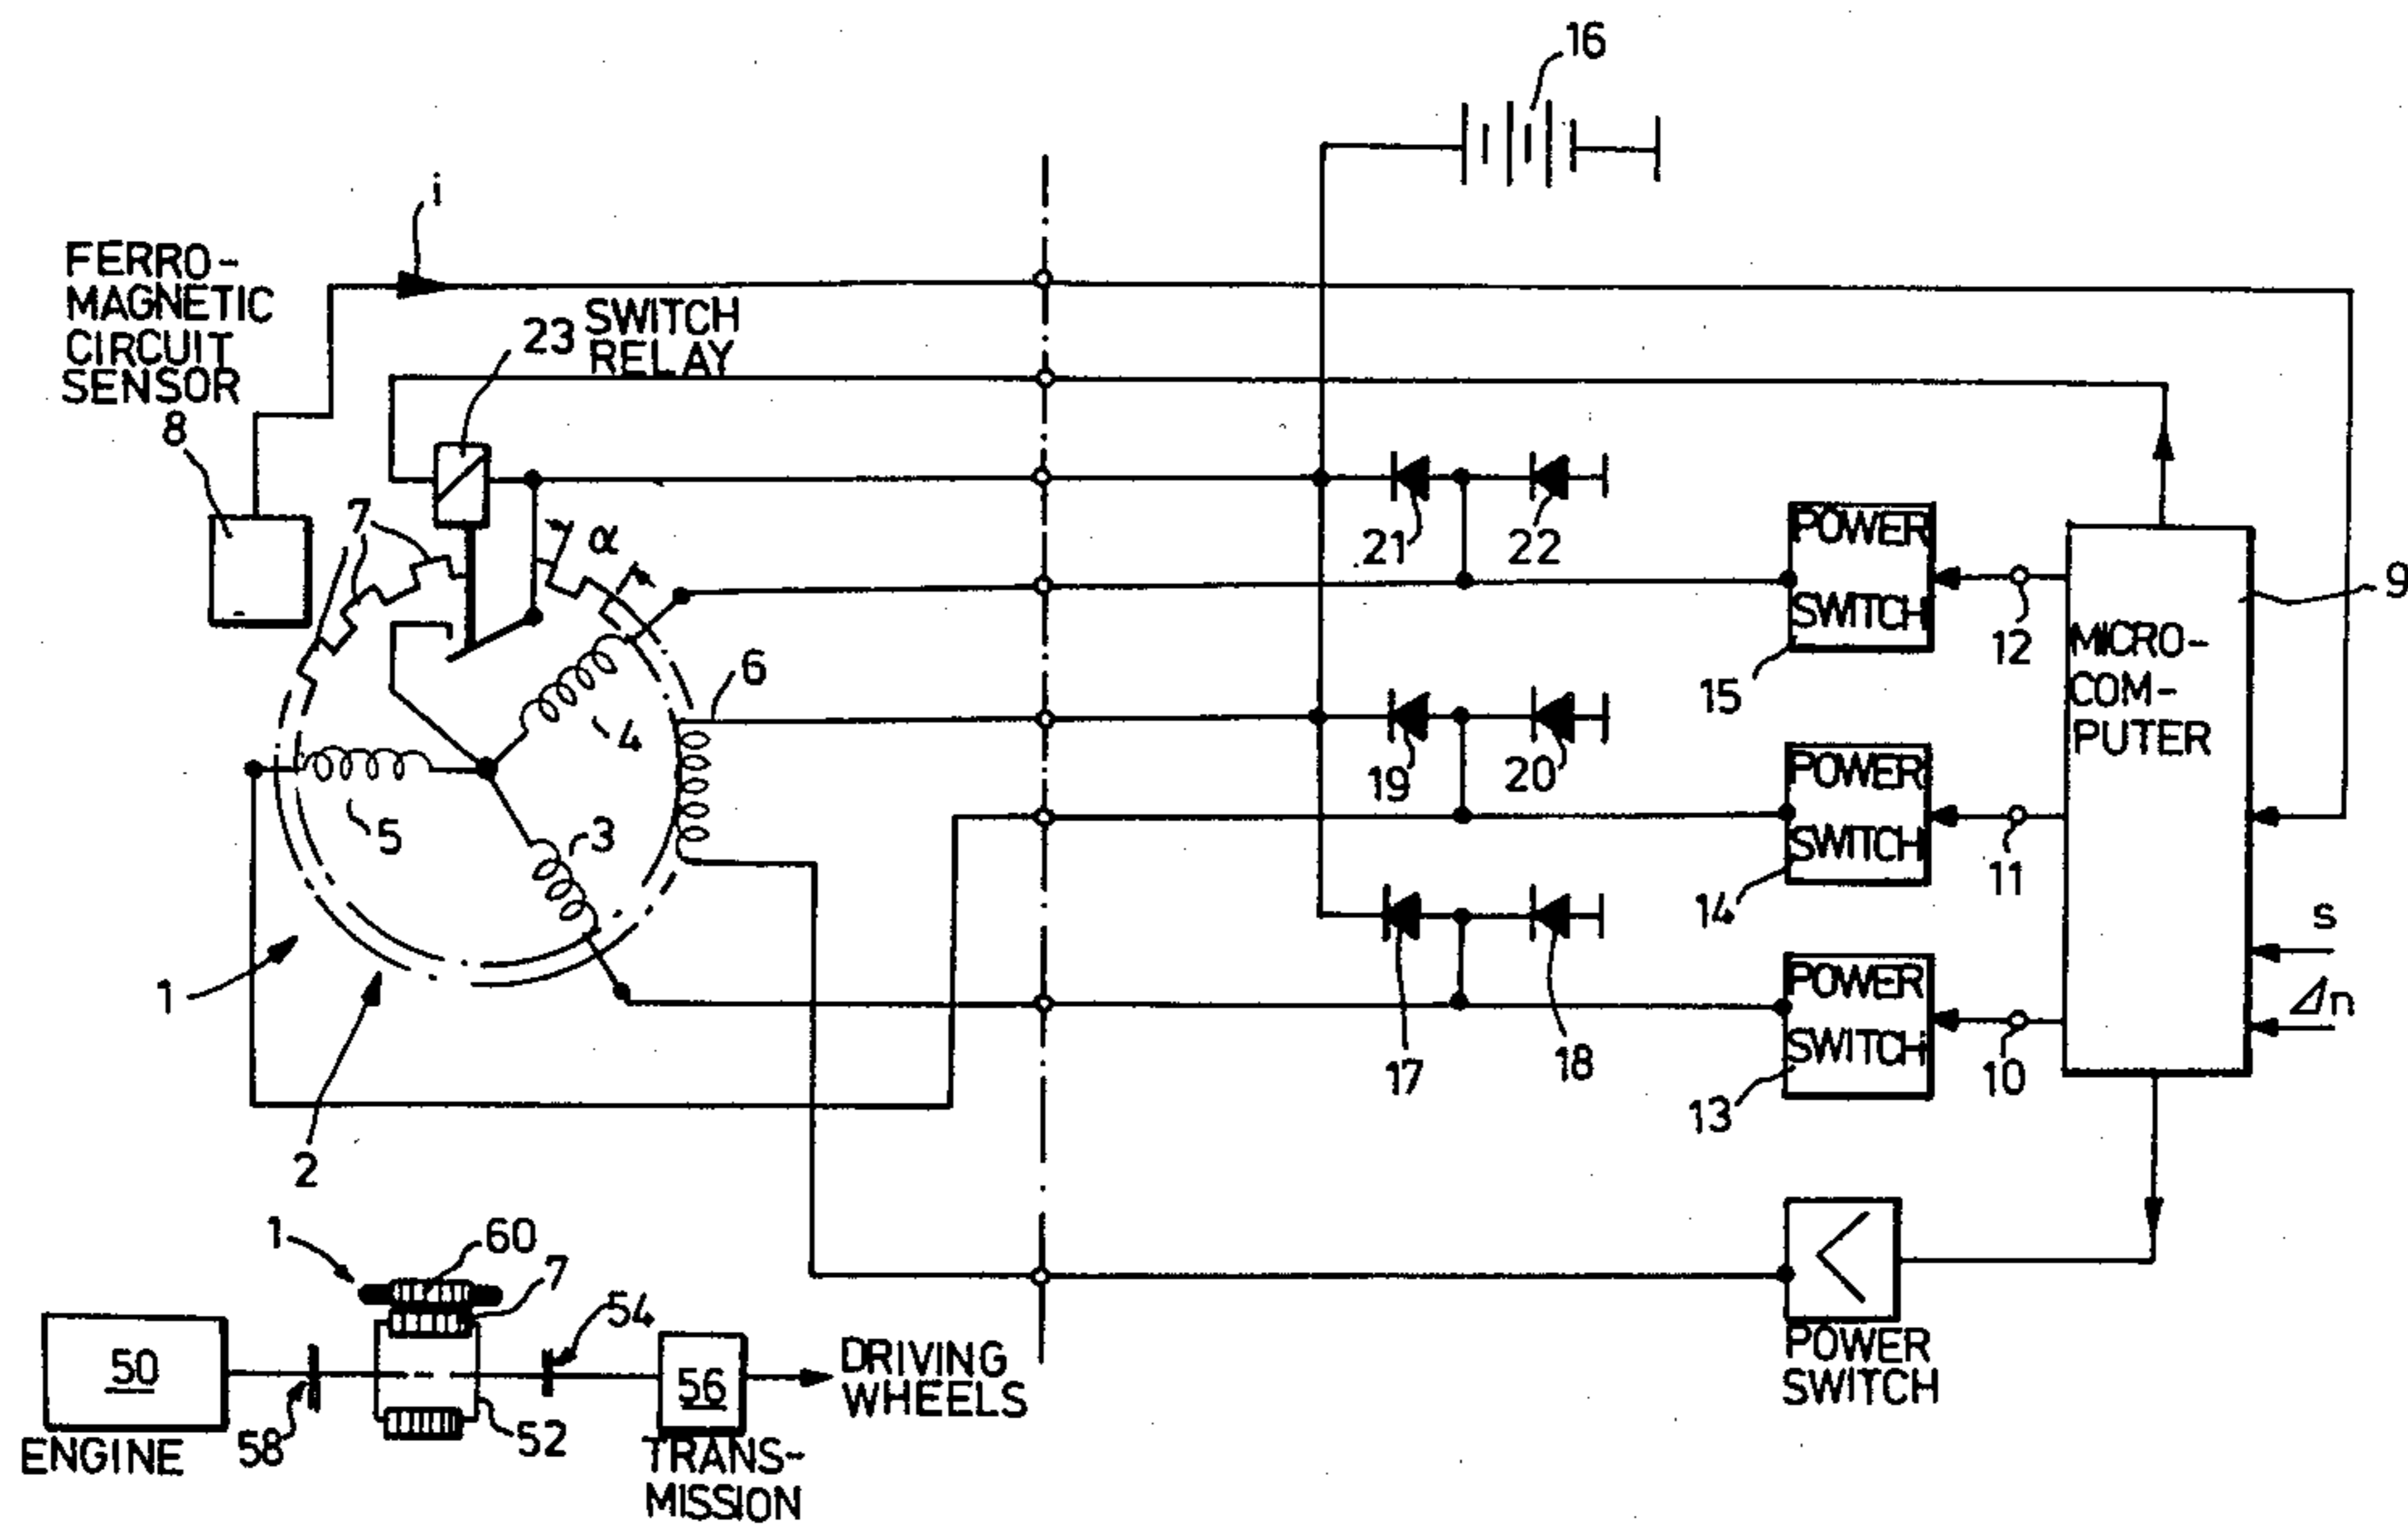 16
i
FERRO-
MAGNETIC
CIRCUIT
SENSOR
8
23
SWITCH
RELAY
7
α
21
22
POWER
SWITCH
15
12
9
MICRO-
COM-
PUTER
6
4
5
3
19
20
POWER
SWITCH
14
11
s
Δn
1
2
17
18
POWER
SWITCH
13
10
1
60
7
54
50
ENGINE
58
52
56
TRANS-
MISSION
DRIVING
WHEELS
POWER
SWITCH